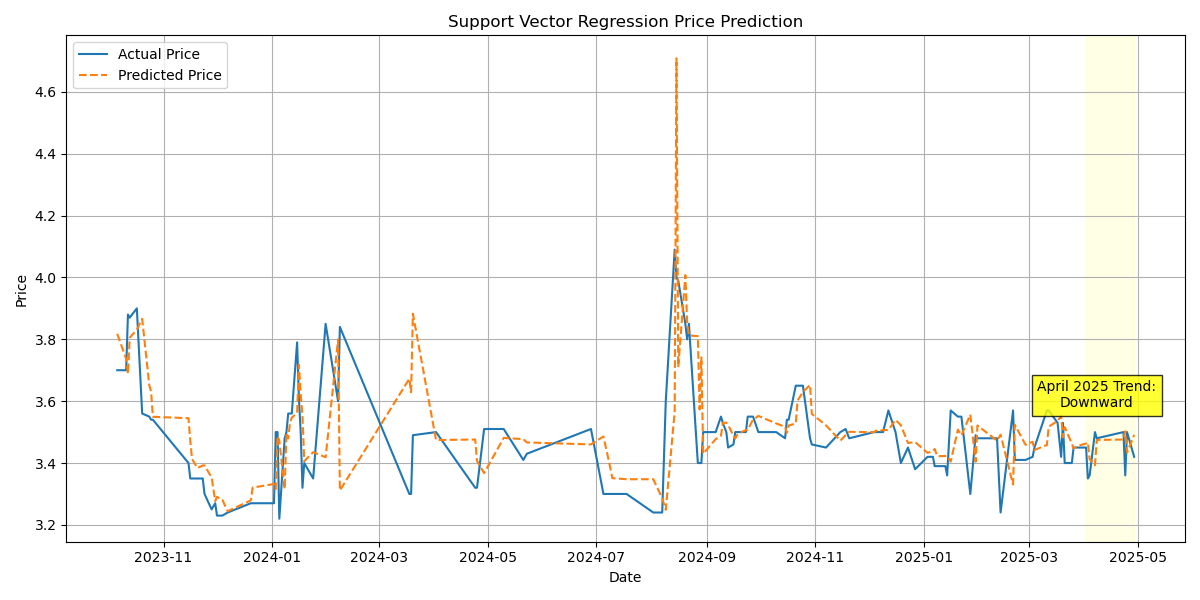 Support Vector Regression Price Prediction
Actual Price
Predicted Price
4.6
4.4
4.2
4.0
3.8
3.6
3.4
3.2
Price
April 2025 Trend:
Downward
2023-11
2024-01
2024-03
2024-05
2024-07
2024-09
2024-11
2025-01
2025-03
2025-05
Date